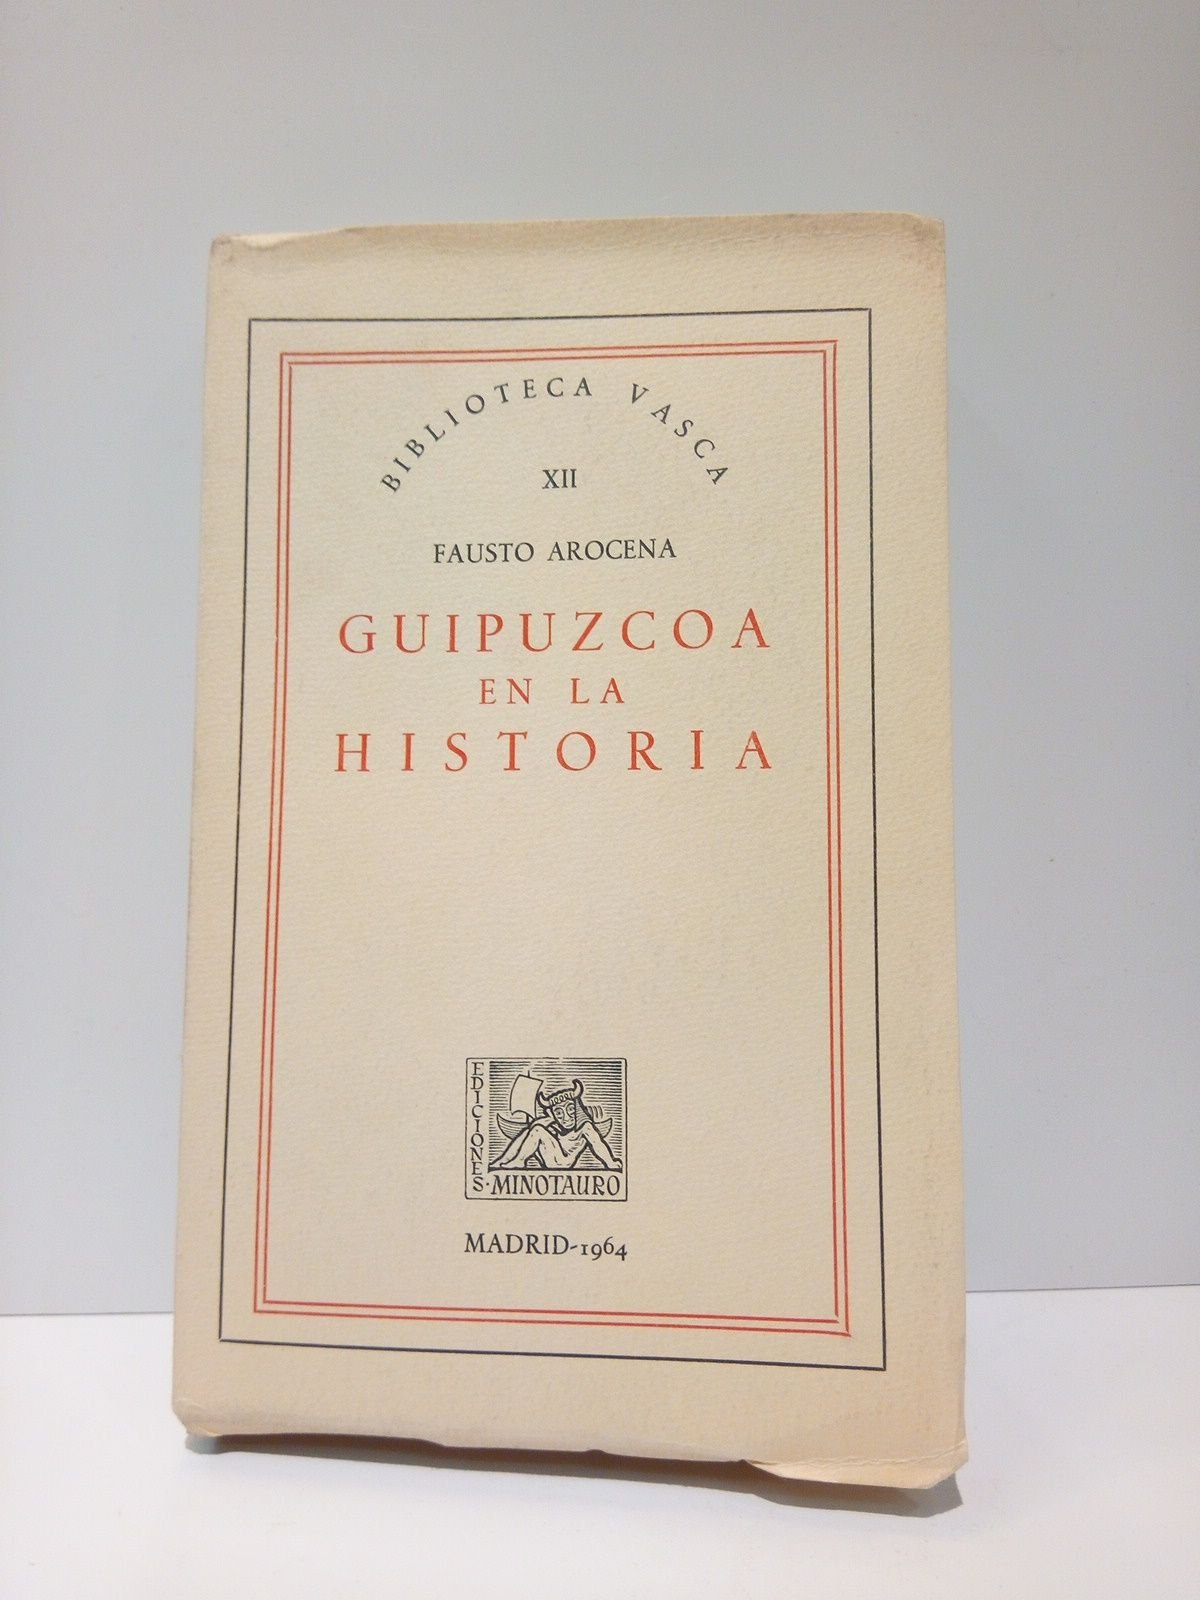 BIBLIOTECA VASCA
XII
FAUSTO AROCENA
GUIPUZCOA
EN LA
HISTORIA
EDICIONES·
MINOTAURO
MADRID-1964